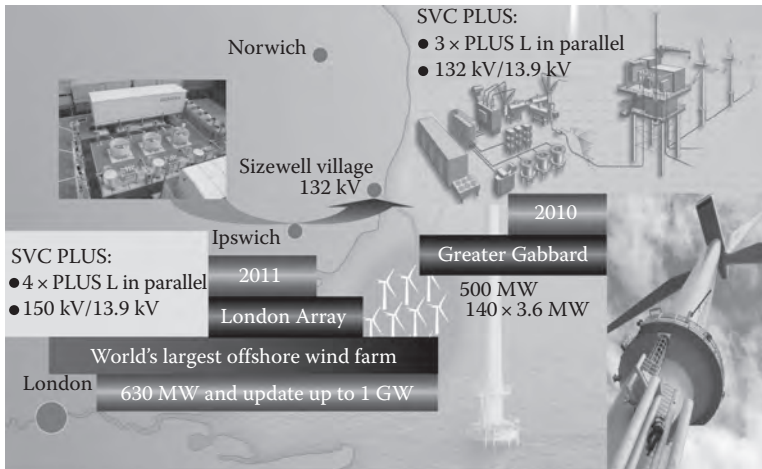 SVC PLUS:
● 3 × PLUS L in parallel
● 132 kV/13.9 kV
Norwich
Sizewell village
132 kV
Ipswich
2010
Greater Gabbard
500 MW
140 × 3.6 MW
SVC PLUS:
● 4 × PLUS L in parallel
● 150 kV/13.9 kV
2011
London Array
World’s largest offshore wind farm
London
630 MW and update up to 1 GW